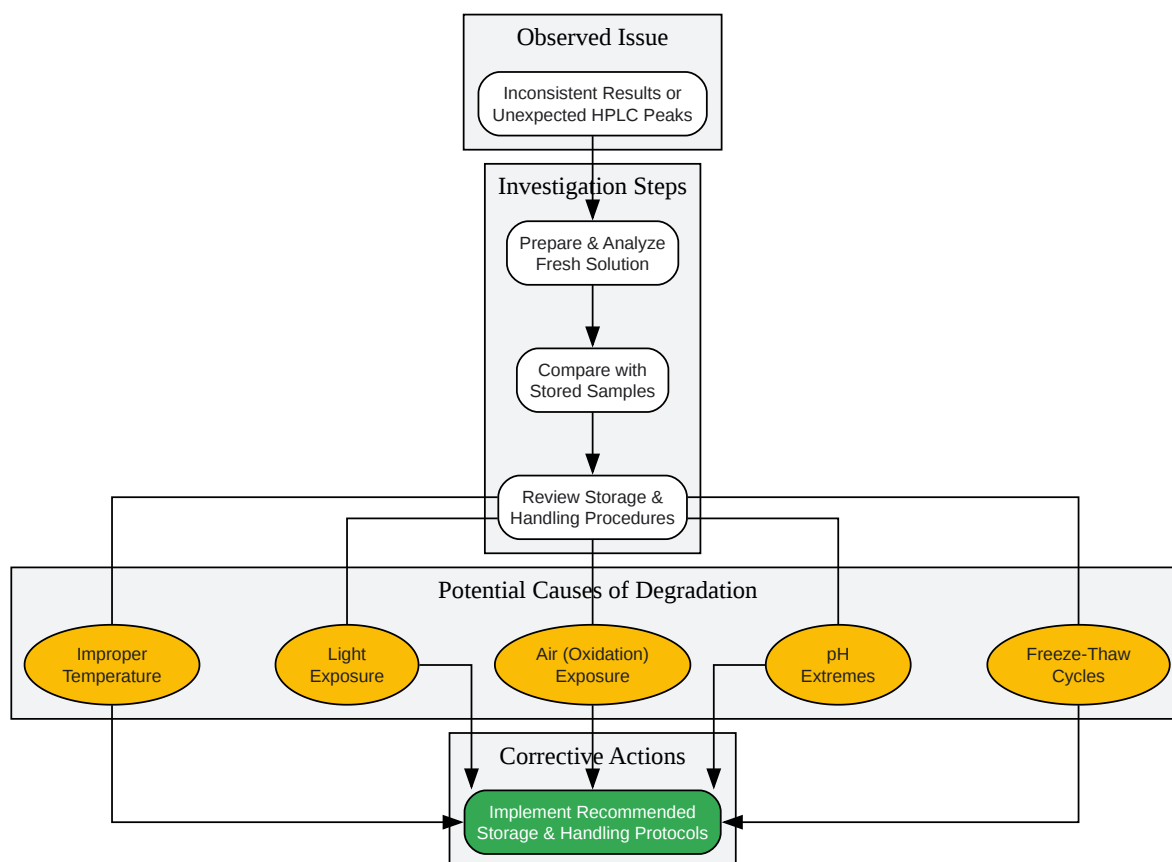 Observed Issue
Inconsistent Results or
Unexpected HPLC Peaks
Investigation Steps
Prepare & Analyze
Fresh Solution
Compare with
Stored Samples
Review Storage &
Handling Procedures
Potential Causes of Degradation
Improper
Temperature
Light
Exposure
Air (Oxidation)
Exposure
pH
Extremes
Freeze-Thaw
Cycles
Corrective Actions
Implement Recommended
Storage & Handling Protocols